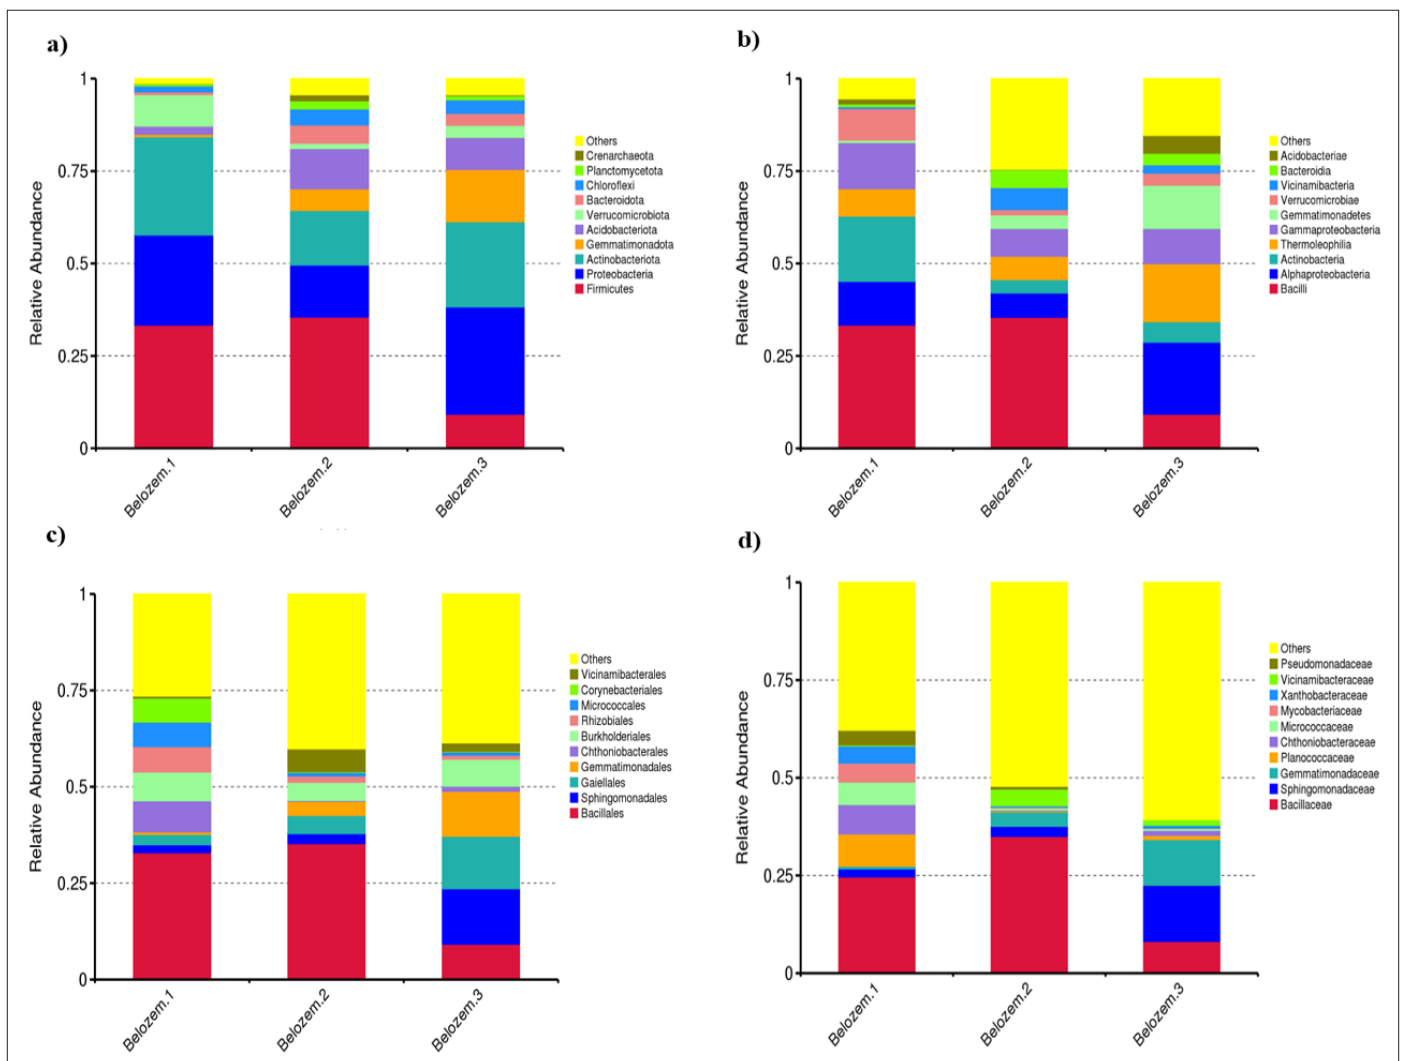 a)
Relative Abundance
1
0.75
0.5
0.25
0
Belozem.1
Belozem.2
Belozem.3
Others
Crenarchaeota
Planctomycetota
Chloroflexi
Bacteroidota
Verrucomicrobiota
Acidobacteriota
Gemmatimonadota
Actinobacteriota
Proteobacteria
Firmicutes
b)
Relative Abundance
1
0.75
0.5
0.25
0
Belozem.1
Belozem.2
Belozem.3
Others
Acidobacteriae
Bacteroidia
Vicinamibacteria
Verrucomicrobiae
Gemmatimonadetes
Gammaproteobacteria
Thermoleophilia
Actinobacteria
Alphaproteobacteria
Bacilli
c)
Relative Abundance
1
0.75
0.5
0.25
0
Belozem.1
Belozem.2
Belozem.3
Others
Vicinamibacterales
Corynebacteriales
Micrococcales
Rhizobiales
Burkholderiales
Chthoniobacterales
Gemmatimonadales
Gaiellales
Sphingomonadales
Bacillales
d)
Relative Abundance
1
0.75
0.5
0.25
0
Belozem.1
Belozem.2
Belozem.3
Others
Pseudomonadaceae
Vicinamibacteraceae
Xanthobacteraceae
Mycobacteriaceae
Micrococcaceae
Chthoniobacteraceae
Planococcaceae
Gemmatimonadaceae
Sphingomonadaceae
Bacillaceae